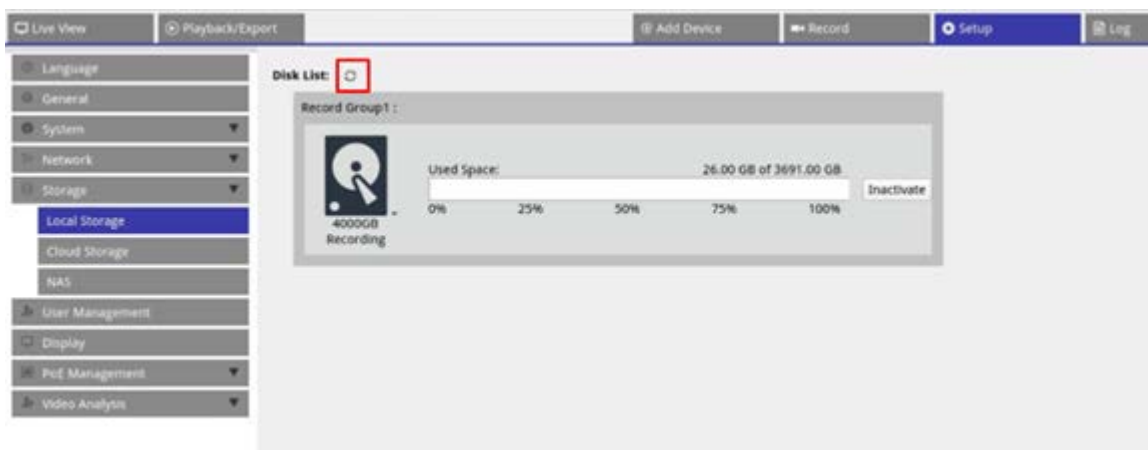 Live View
Playback/Export
Add Device
Record
Setup
Log
Language
General
System
Network
Storage
Local Storage
Cloud Storage
NAS
User Management
Display
PoE Management
Video Analysis
Disk List:
Record Group1 :
4000GB
Recording
Used Space:
26.00 GB of 3691.00 GB
0% 25% 50% 75% 100%
Inactivate